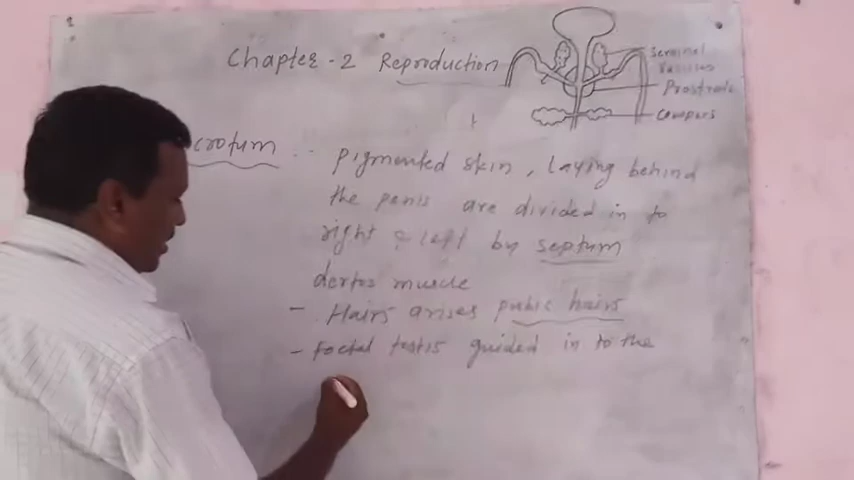 Chapter - 2 Reproduction
Seminal
Vesicles
Prostrate
Cowpers
crotum :- pigmented skin, laying behind
the penis are divided in to
right & left by septum
dortos muscle
- Hairs arises pubic hairs
- Foetal testis guided in to the